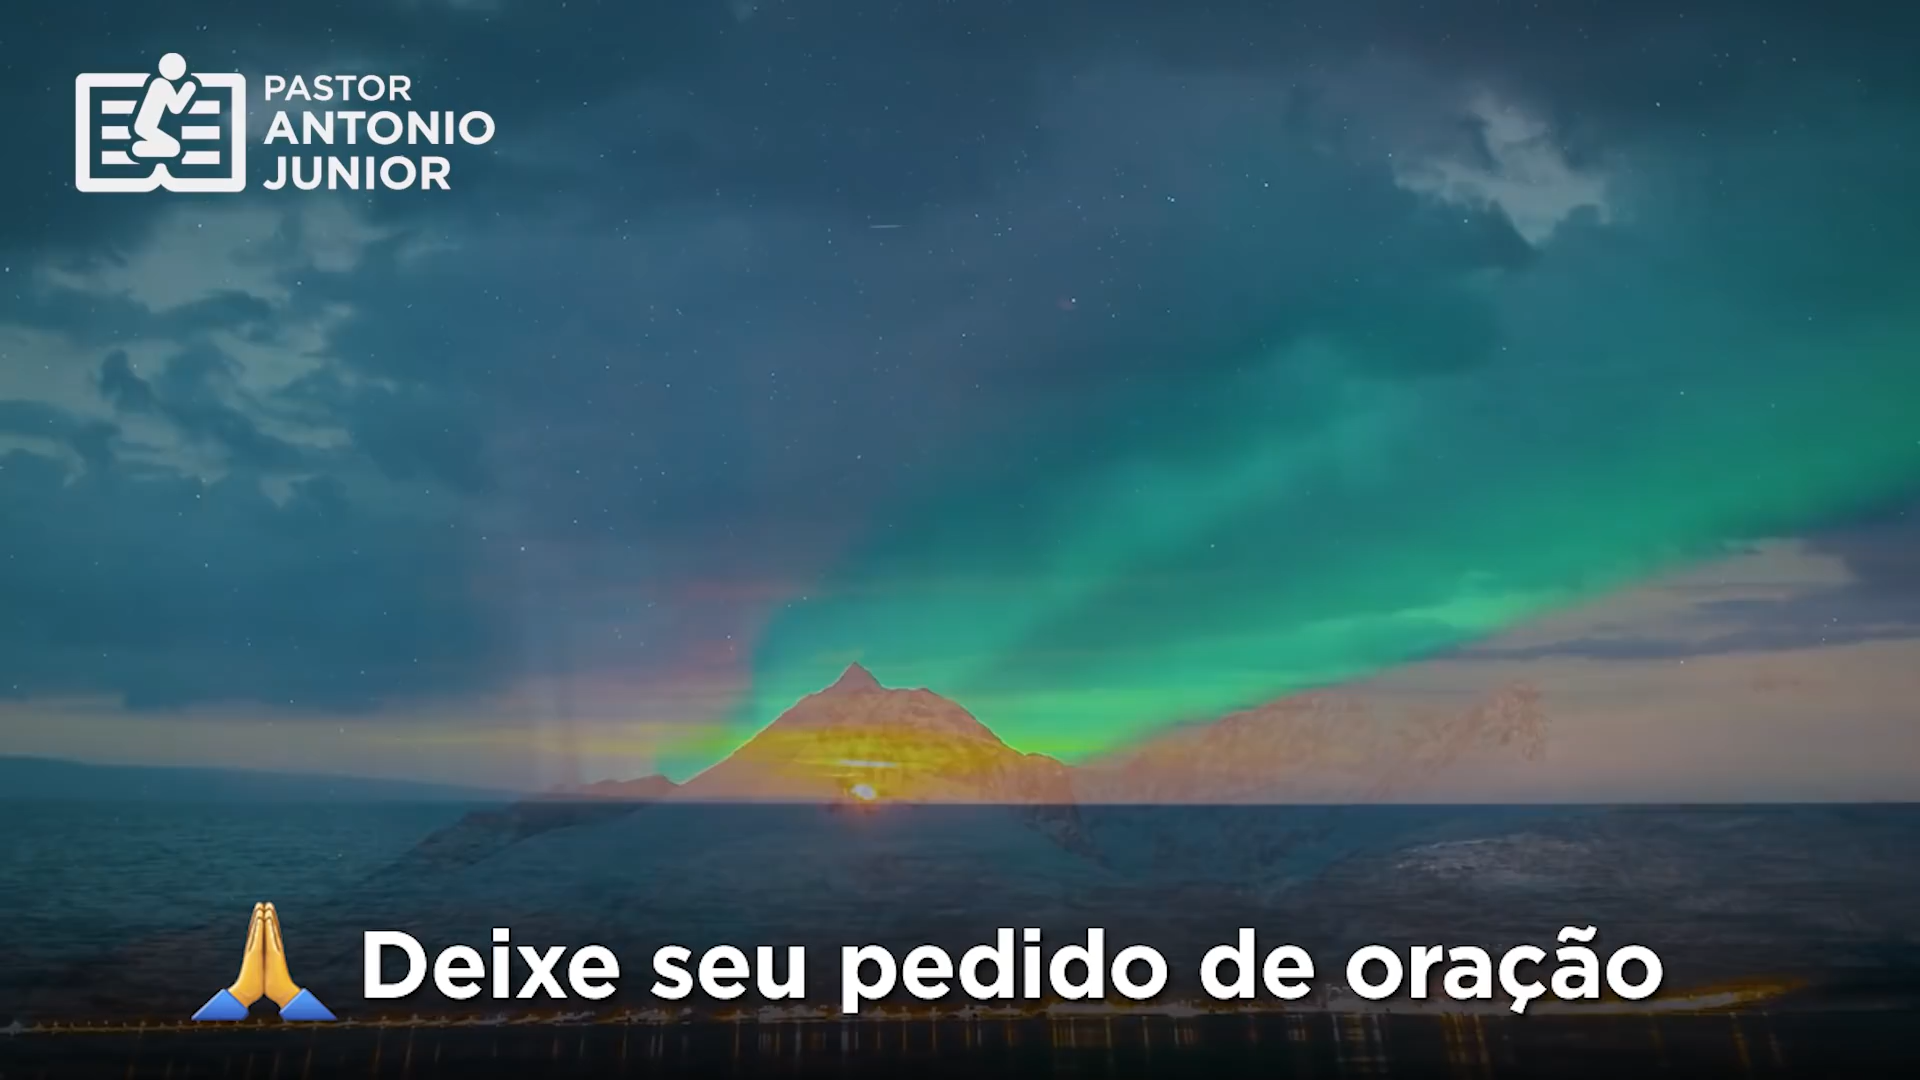 PASTOR
ANTONIO
JUNIOR
🙏 Deixe seu pedido de oração